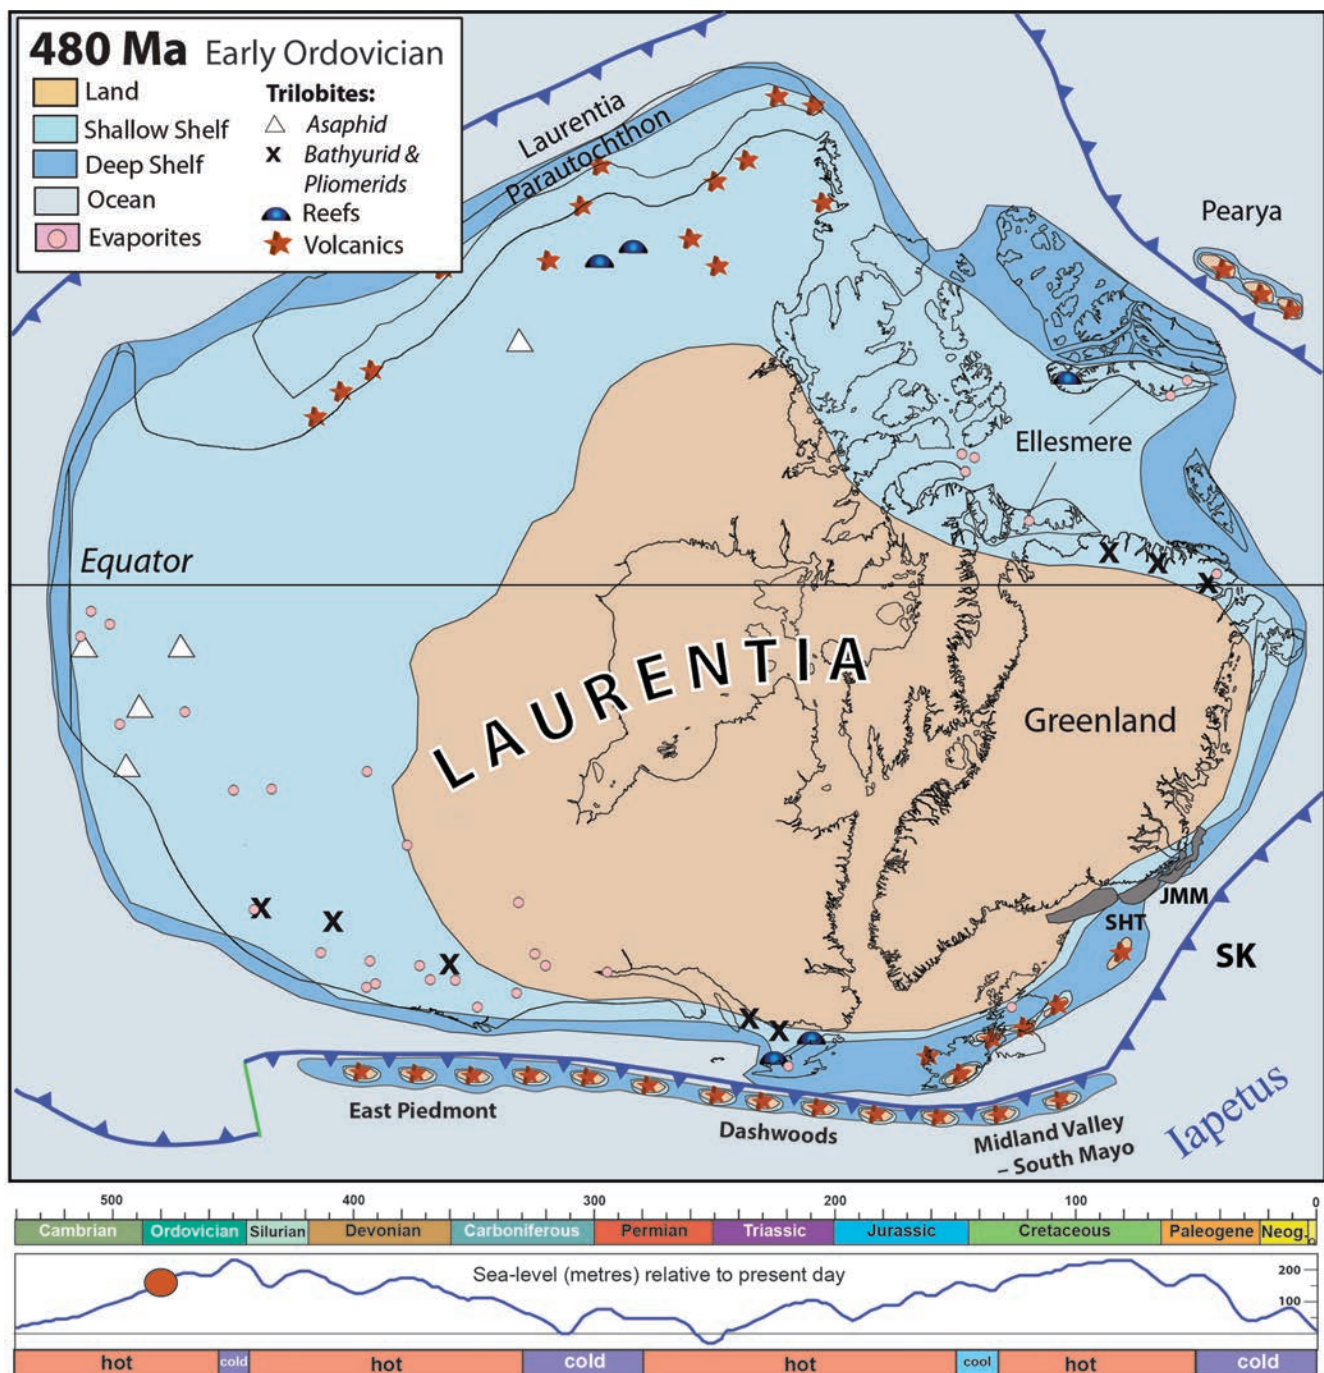 480 Ma Early Ordovician
Land
Shallow Shelf
Deep Shelf
Ocean
Evaporites
Trilobites:
Asaphid
x Bathyurid &
Pliomerids
Reefs
Volcanics
Laurentia
Parautochthon
Pearya
Ellesmere
Equator
LAURENTIA
Greenland
JMM
SHT
SK
East Piedmont
Dashwoods
Midland Valley
– South Mayo
Iapetus
500 400 300 200 100 0
Cambrian Ordovician Silurian Devonian Carboniferous Permian Triassic Jurassic Cretaceous Paleogene Neog. Q
Sea-level (metres) relative to present day
200
100
hot cold hot cold hot cool hot cold